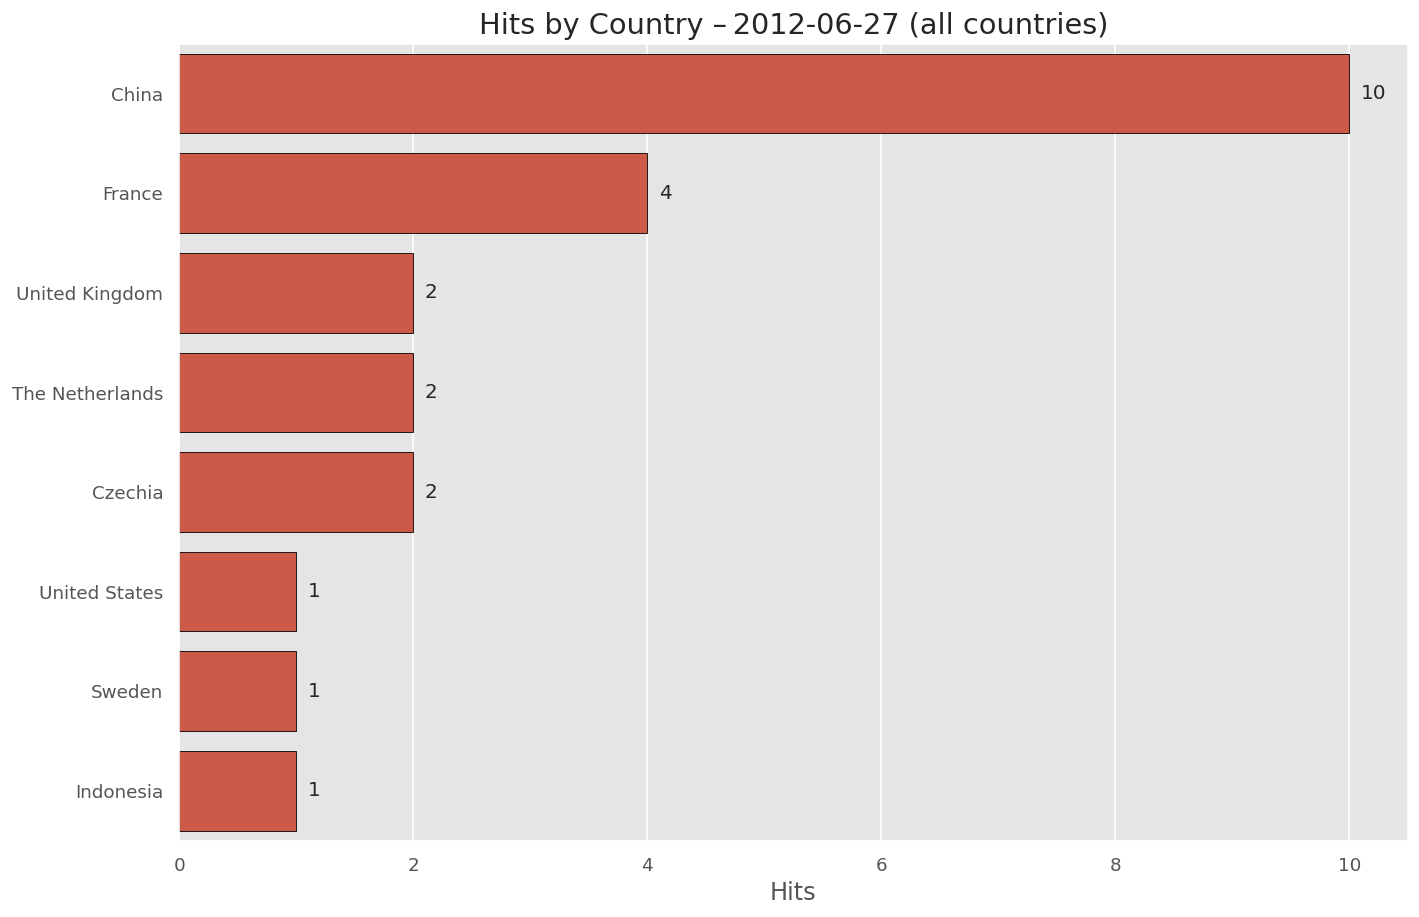 Hits by Country – 2012-06-27 (all countries)
China 10
France 4
United Kingdom 2
The Netherlands 2
Czechia 2
United States 1
Sweden 1
Indonesia 1
0 2 4 6 8 10
Hits